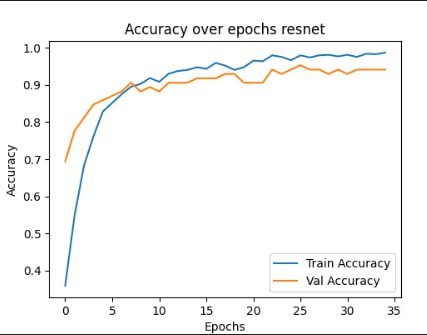 Accuracy over epochs resnet
1.0
0.9
0.8
0.7
0.6
0.5
0.4
Accuracy
0 5 10 15 20 25 30 35
Epochs
Train Accuracy
Val Accuracy